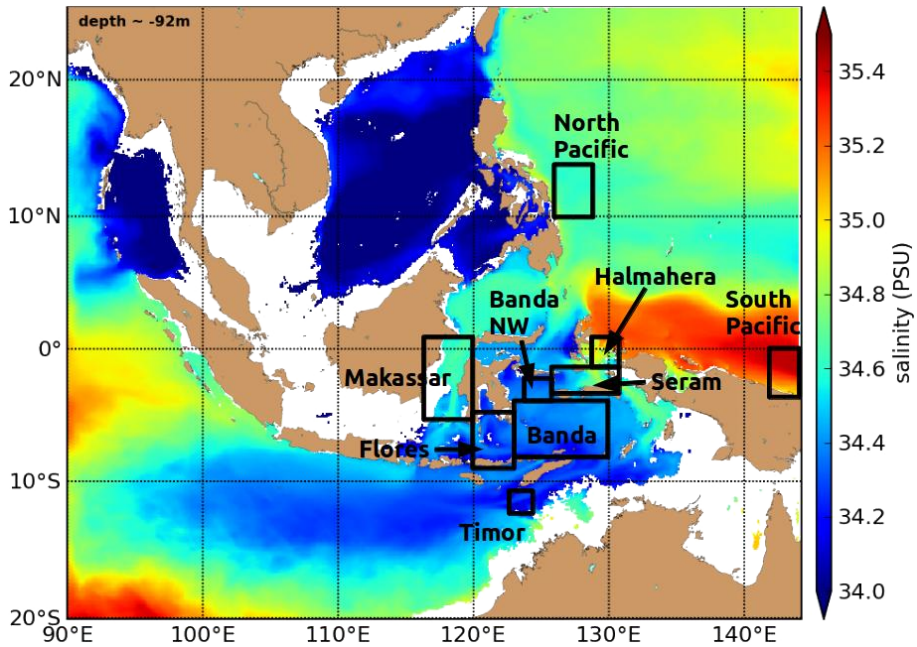 depth ~ -92m
20°N
10°N
0°
10°S
20°S
90°E
100°E
110°E
120°E
130°E
140°E
North
Pacific
Halmahera
Banda
NW
South
Pacific
Makassar
Seram
Flores
Banda
Timor
35.4
35.2
35.0
34.8
34.6
34.4
34.2
34.0
salinity (PSU)